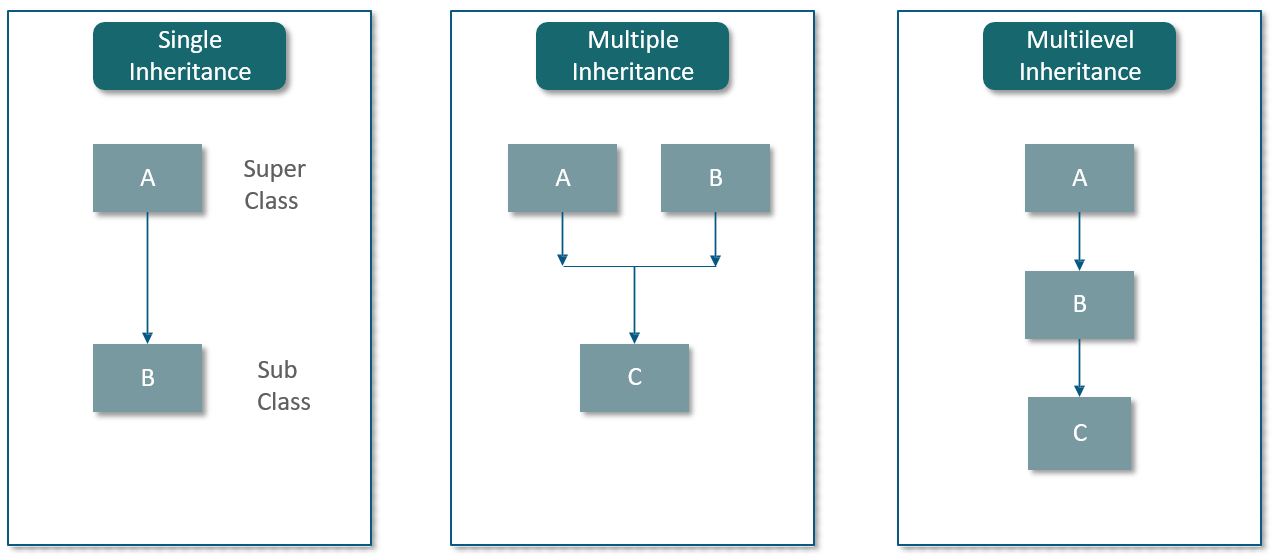 Single
Inheritance
A
Super
Class
B
Sub
Class
Multiple
Inheritance
A
B
C
Multilevel
Inheritance
A
B
C